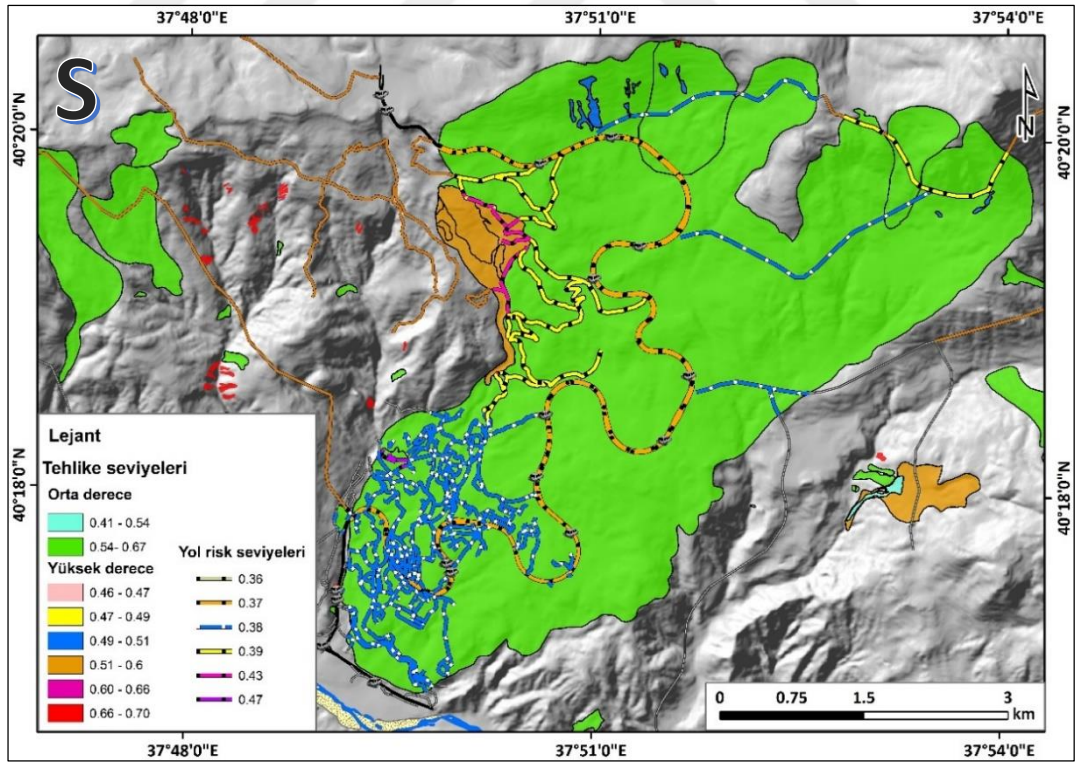 37°48'0"E 37°51'0"E 37°54'0"E
S
N
40°20'0"N 40°20'0"N
40°18'0"N 40°18'0"N
Lejant
Tehlike seviyeleri
Orta derece
0.41 - 0.54
0.54- 0.67
Yüksek derece
0.46 - 0.47
0.47 - 0.49
0.49 - 0.51
0.51 - 0.6
0.60 - 0.66
0.66 - 0.70
Yol risk seviyeleri
0.36
0.37
0.38
0.39
0.43
0.47
0 0.75 1.5 3
km
37°48'0"E 37°51'0"E 37°54'0"E